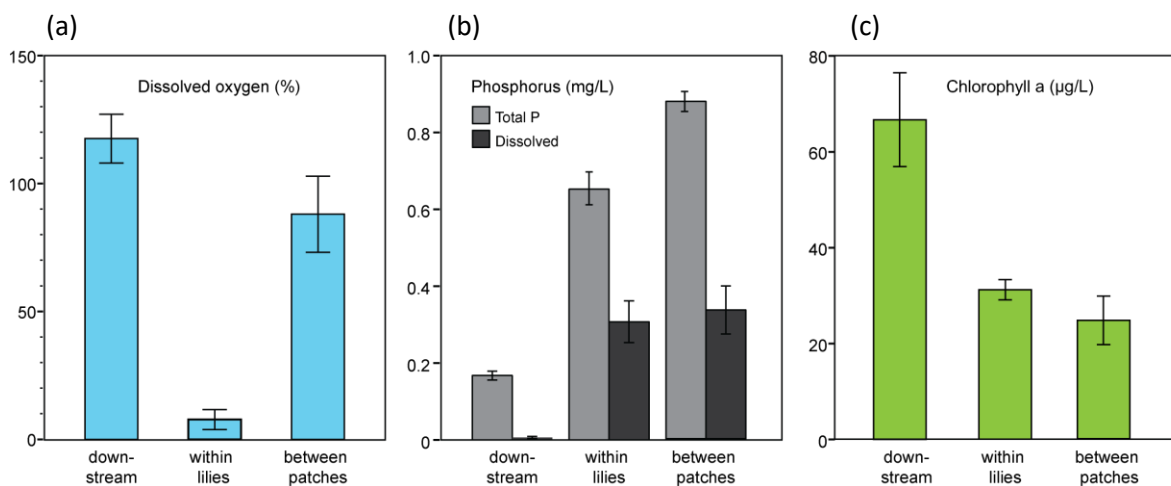 (a)
Dissolved oxygen (%)
150
100
50
0
down-
stream
within
lilies
between
patches
(b)
Phosphorus (mg/L)
Total P
Dissolved
1.0
0.8
0.6
0.4
0.2
0
down-
stream
within
lilies
between
patches
(c)
Chlorophyll a (µg/L)
80
60
40
20
0
down-
stream
within
lilies
between
patches